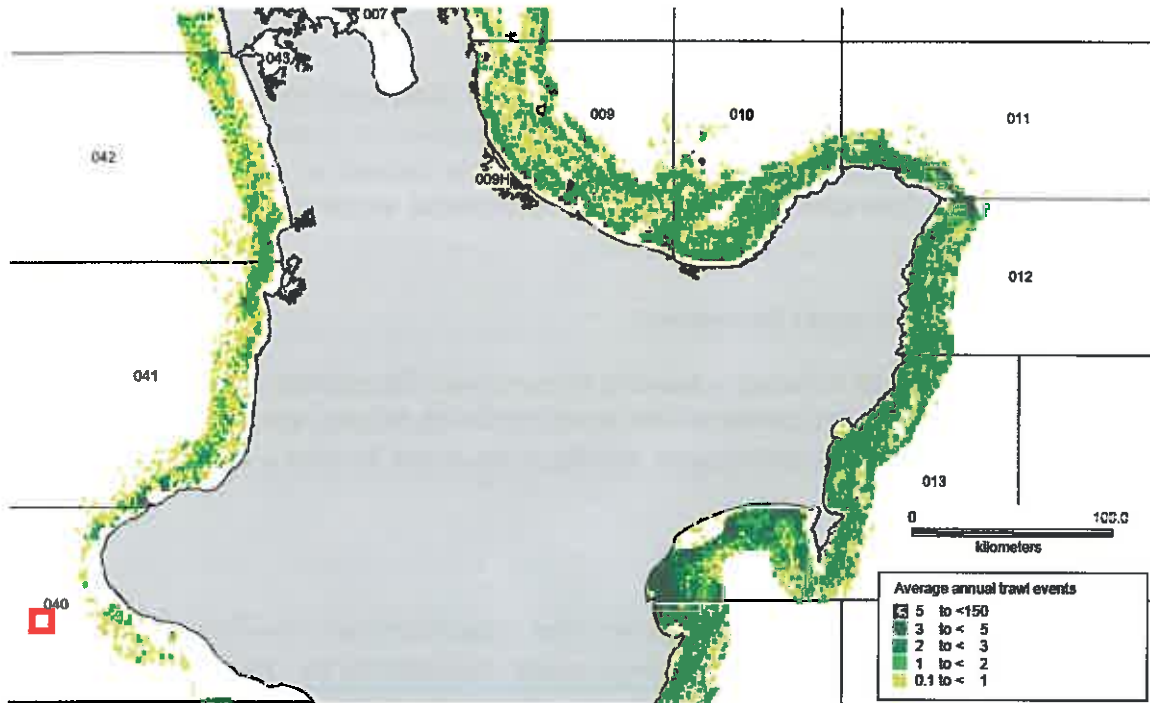 007
043
009
010
011
042
009H
012
041
013
0 100.0
kilometers
040
Average annual trawl events
5 to <150
3 to < 5
2 to < 3
1 to < 2
0.1 to < 1